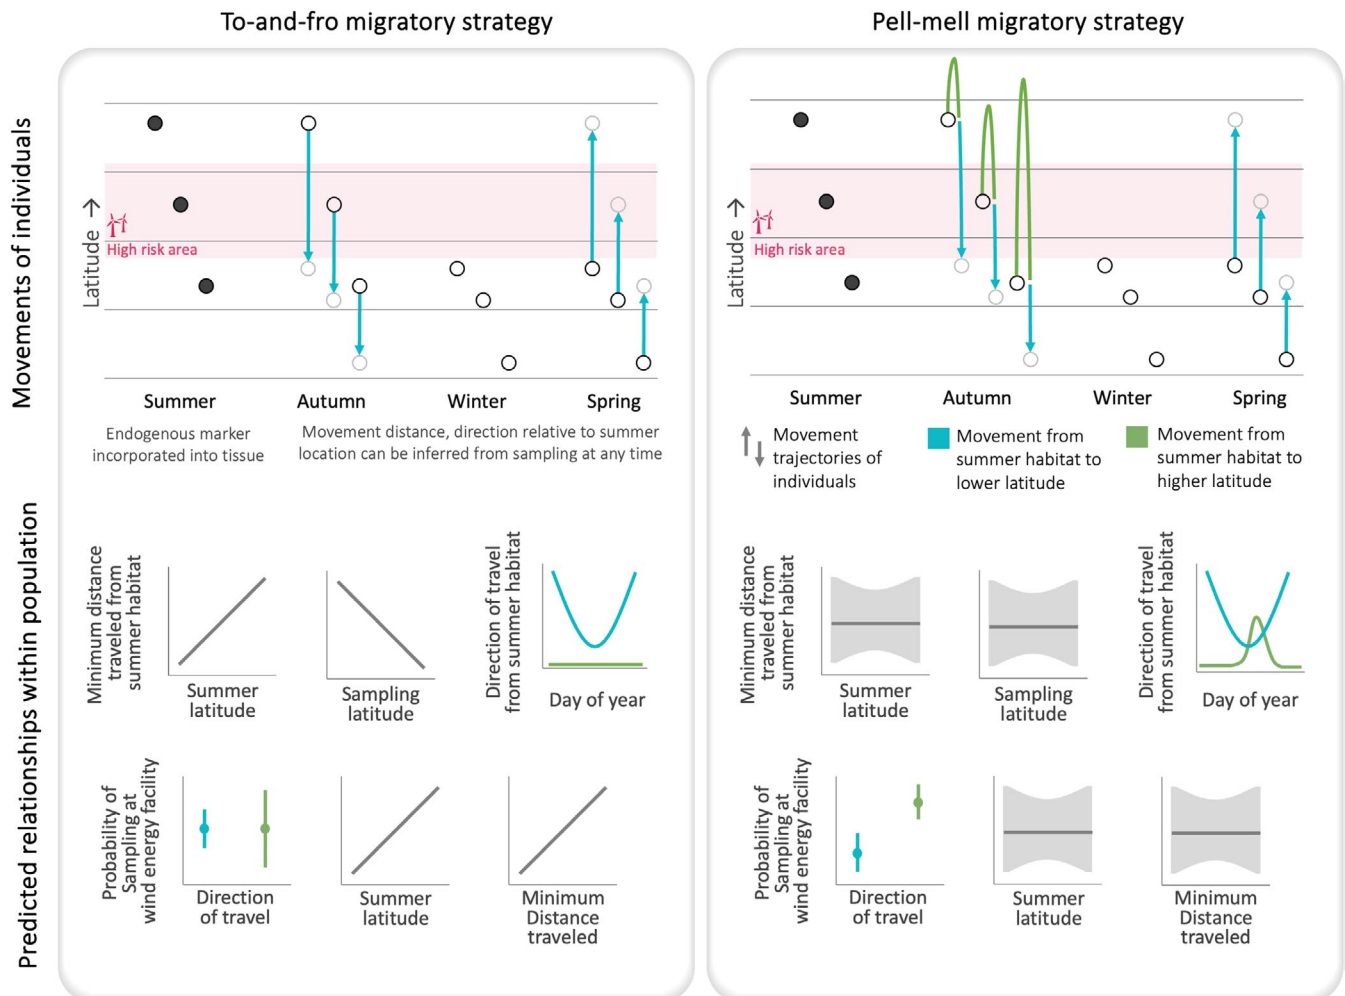 To-and-fro migratory strategy
Pell-mell migratory strategy
Movements of individuals
Latitude →
High risk area
Summer
Autumn
Winter
Spring
Endogenous marker
incorporated into tissue
Movement distance, direction relative to summer
location can be inferred from sampling at any time
Latitude →
High risk area
Summer
Autumn
Winter
Spring
Movement
trajectories of
individuals
Movement from
summer habitat to
lower latitude
Movement from
summer habitat to
higher latitude
Predicted relationships within population
Minimum distance
traveled from
summer habitat
Summer
latitude
Sampling
latitude
Direction of travel
from summer habitat
Day of year
Minimum distance
traveled from
summer habitat
Summer
latitude
Sampling
latitude
Direction of travel
from summer habitat
Day of year
Probability of
Sampling at
wind energy facility
Direction
of travel
Summer
latitude
Minimum
Distance
traveled
Probability of
Sampling at
wind energy facility
Direction
of travel
Summer
latitude
Minimum
Distance
traveled